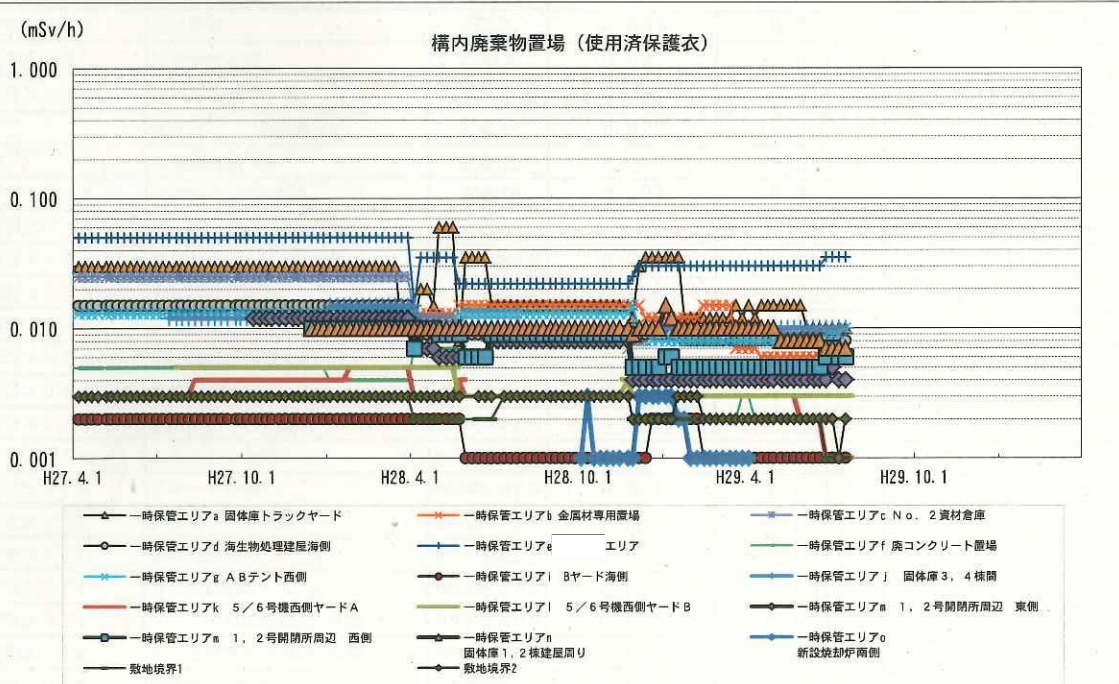 (mSv/h)
構内廃棄物置場（使用済保護衣）
1.000
0.100
0.010
0.001
H27.4.1 H27.10.1 H28.4.1 H28.10.1 H29.4.1 H29.10.1
一時保管エリアa 固体庫トラックヤード 一時保管エリアb 金属材専用置場 一時保管エリアc No．2資材倉庫
一時保管エリアd 海生物処理建屋海側 一時保管エリアe エリア 一時保管エリアf 廃コンクリート置場
一時保管エリアg ABテント西側 一時保管エリアi Bヤード海側 一時保管エリアj 固体庫3，4棟間
一時保管エリアk 5／6号機西側ヤードA 一時保管エリアl 5／6号機西側ヤードB 一時保管エリアm 1，2号開閉所周辺 東側
一時保管エリアm 1，2号開閉所周辺 西側 一時保管エリアn 一時保管エリアo
固体庫1,2棟建屋周り 新設焼却炉南側
敷地境界1 敷地境界2